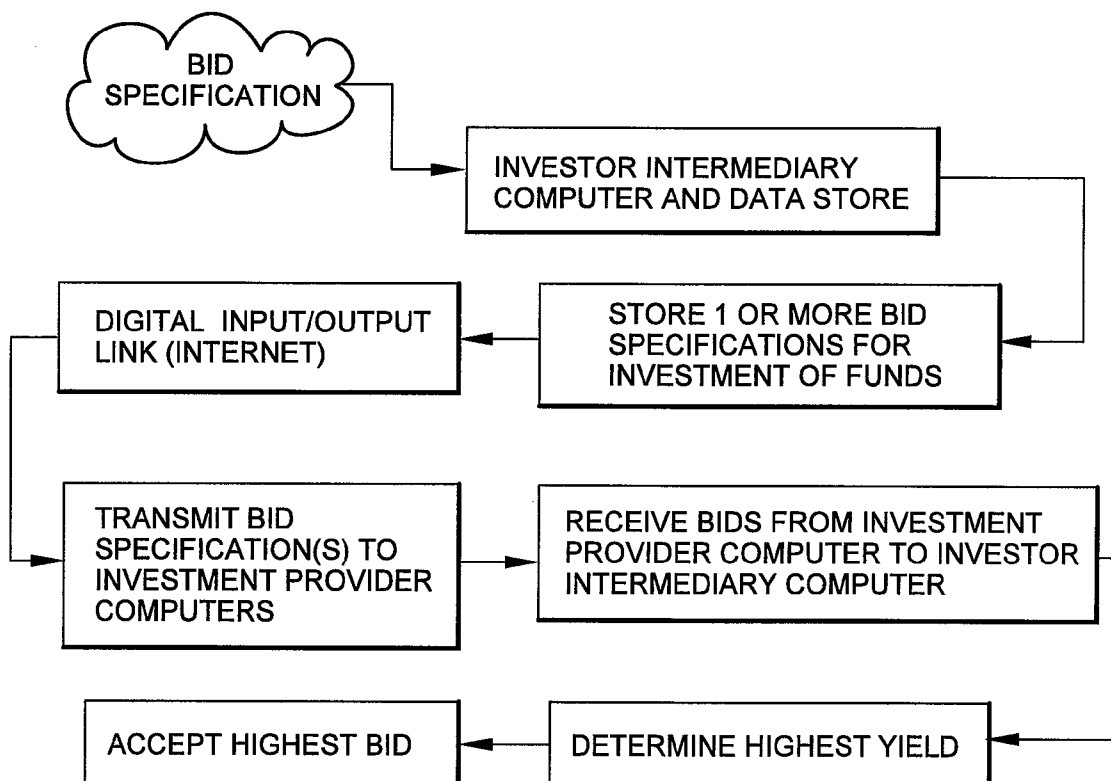 BID
SPECIFICATION
INVESTOR INTERMEDIARY
COMPUTER AND DATA STORE
STORE 1 OR MORE BID
SPECIFICATIONS FOR
INVESTMENT OF FUNDS
DIGITAL INPUT/OUTPUT
LINK (INTERNET)
TRANSMIT BID
SPECIFICATION(S) TO
INVESTMENT PROVIDER
COMPUTERS
RECEIVE BIDS FROM INVESTMENT
PROVIDER COMPUTER TO INVESTOR
INTERMEDIARY COMPUTER
DETERMINE HIGHEST YIELD
ACCEPT HIGHEST BID